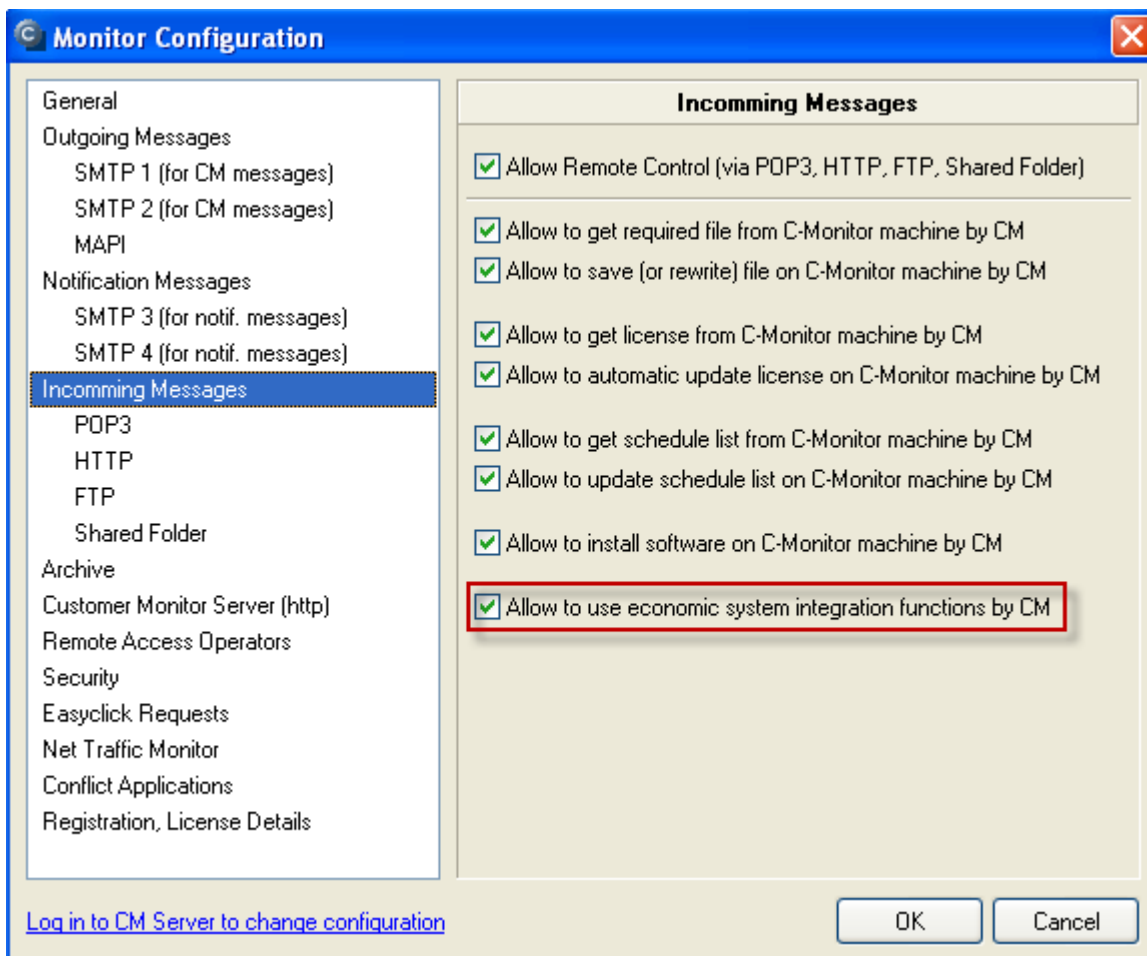 Monitor Configuration
General
Outgoing Messages
SMTP 1 (for CM messages)
SMTP 2 (for CM messages)
MAPI
Notification Messages
SMTP 3 (for notif. messages)
SMTP 4 (for notif. messages)
Incomming Messages
POP3
HTTP
FTP
Shared Folder
Archive
Customer Monitor Server (http)
Remote Access Operators
Security
Easyclick Requests
Net Traffic Monitor
Conflict Applications
Registration, License Details
Incomming Messages
Allow Remote Control (via POP3, HTTP, FTP, Shared Folder)
Allow to get required file from C-Monitor machine by CM
Allow to save (or rewrite) file on C-Monitor machine by CM
Allow to get license from C-Monitor machine by CM
Allow to automatic update license on C-Monitor machine by CM
Allow to get schedule list from C-Monitor machine by CM
Allow to update schedule list on C-Monitor machine by CM
Allow to install software on C-Monitor machine by CM
Allow to use economic system integration functions by CM
Log in to CM Server to change configuration
OK
Cancel